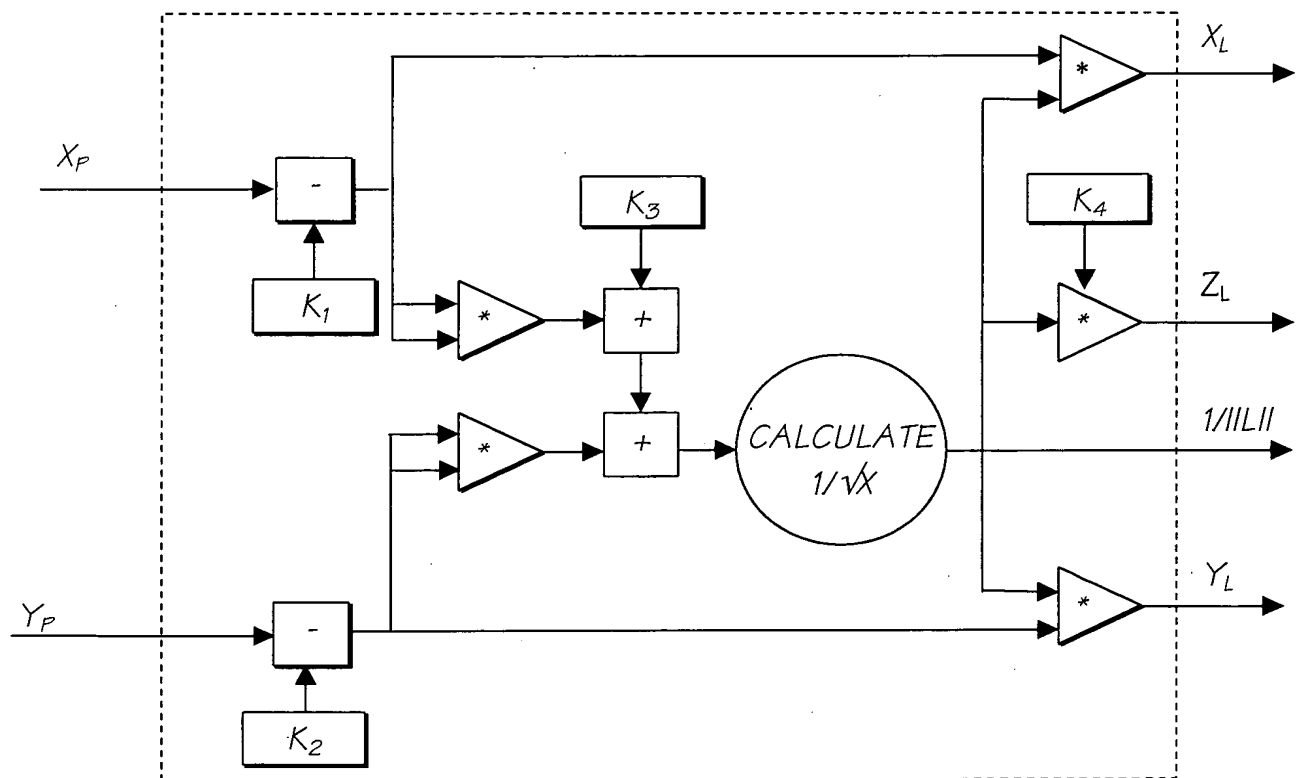 X_L
*
X_P
-
K_3
K_4
K_1
*
+
*
Z_L
*
+
CALCULATE
1/√X
1/||L||
Y_P
-
*
Y_L
K_2